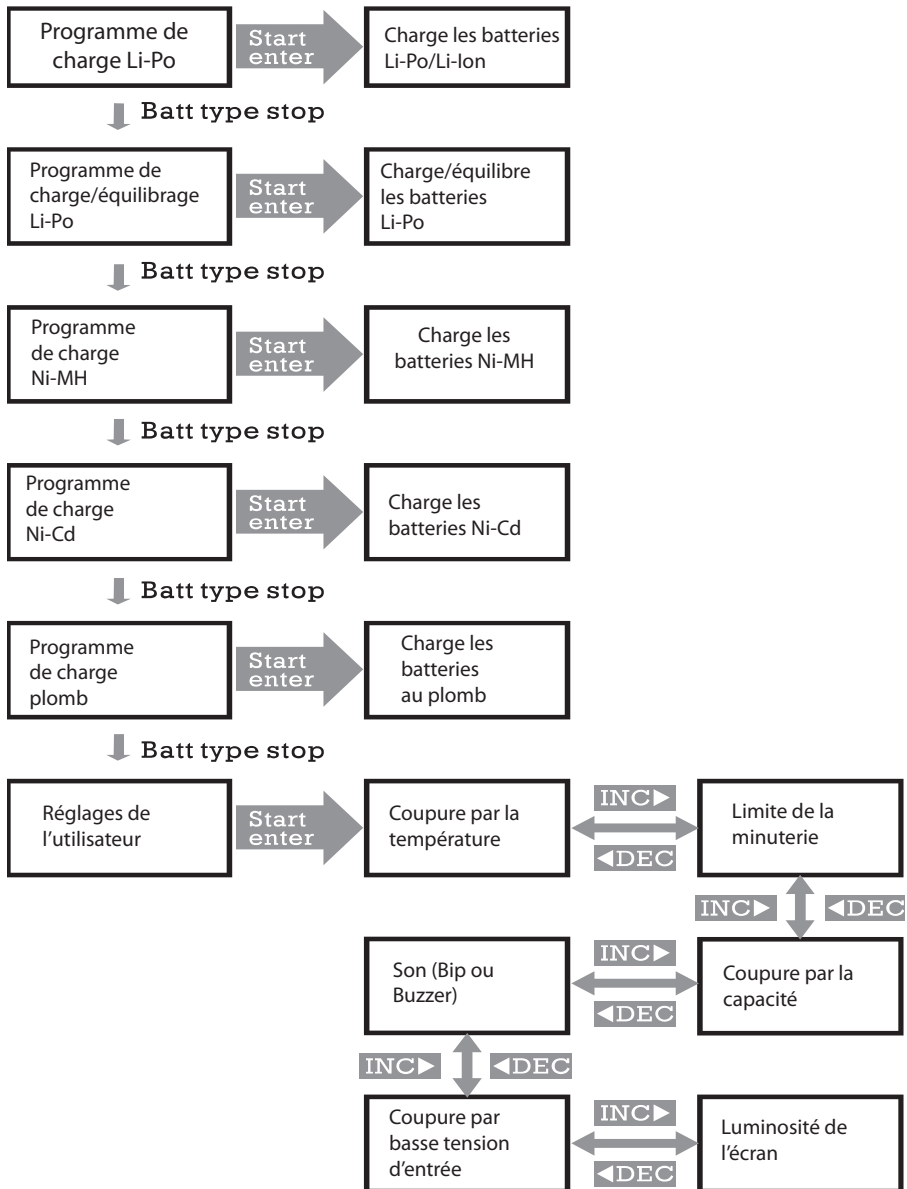 Programme de
charge Li-Po
Start
enter
Charge les batteries
Li-Po/Li-Ion
Batt type stop
Programme de
charge/équilibrage
Li-Po
Start
enter
Charge/équilibre
les batteries
Li-Po
Batt type stop
Programme
de charge
Ni-MH
Start
enter
Charge les
batteries Ni-MH
Batt type stop
Programme
de charge
Ni-Cd
Start
enter
Charge les
batteries Ni-Cd
Batt type stop
Programme
de charge
plomb
Start
enter
Charge les
batteries
au plomb
Batt type stop
Réglages de
l'utilisateur
Start
enter
Coupure par la
température
INC▶
◀DEC
Limite de la
minuterie
INC▶ ◀DEC
Son (Bip ou
Buzzer)
INC▶
◀DEC
Coupure par la
capacité
INC▶ ◀DEC
Coupure par
basse tension
d'entrée
INC▶
◀DEC
Luminosité de
l'écran